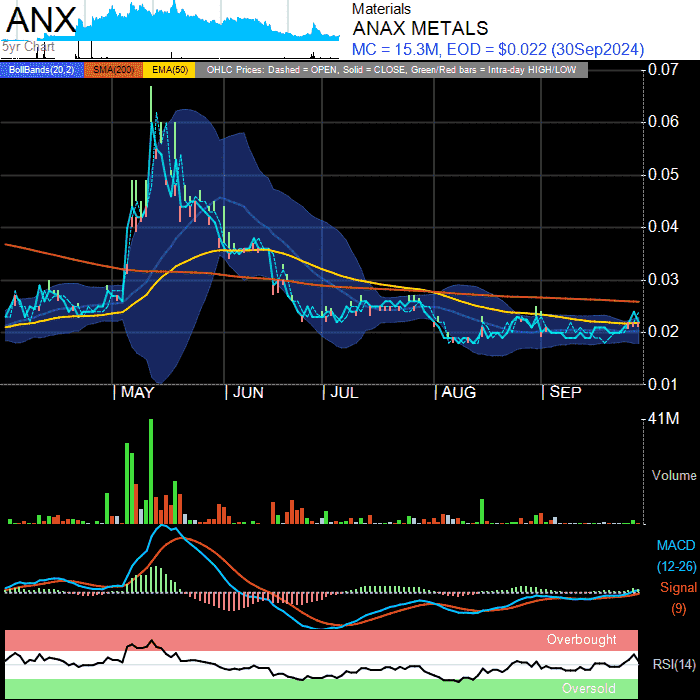 ANX
5yr Chart
Materials
ANAX METALS
MC = 15.3M, EOD = $0.022 (30Sep2024)
BollBands(20,2) SMA(200) EMA(50) OHLC Prices: Dashed = OPEN, Solid = CLOSE, Green/Red bars = Intra-day HIGH/LOW
0.07
0.06
0.05
0.04
0.03
0.02
0.01
MAY JUN JUL AUG SEP
41M
Volume
MACD
(12-26)
Signal
(9)
Overbought
RSI(14)
Oversold